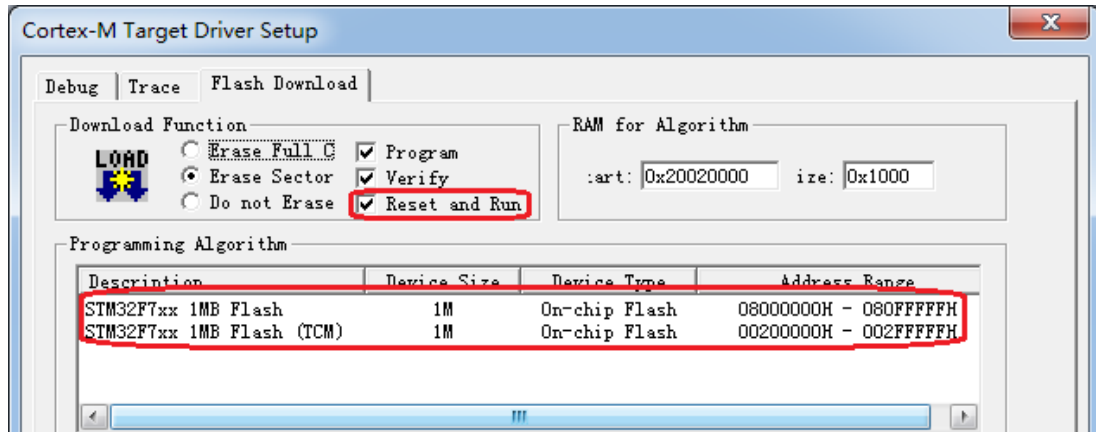 Cortex-M Target Driver Setup
Debug Trace Flash Download
Download Function
RAM for Algorithm
LOAD
Erase Full C
Program
Erase Sector
Verify
Do not Erase
Reset and Run
:art: 0x20020000 ize: 0x1000
Programming Algorithm
Description Device Size Device Type Address Range
STM32F7xx 1MB Flash 1M On-chip Flash 08000000H - 080FFFFFH
STM32F7xx 1MB Flash (TCM) 1M On-chip Flash 00200000H - 002FFFFFH